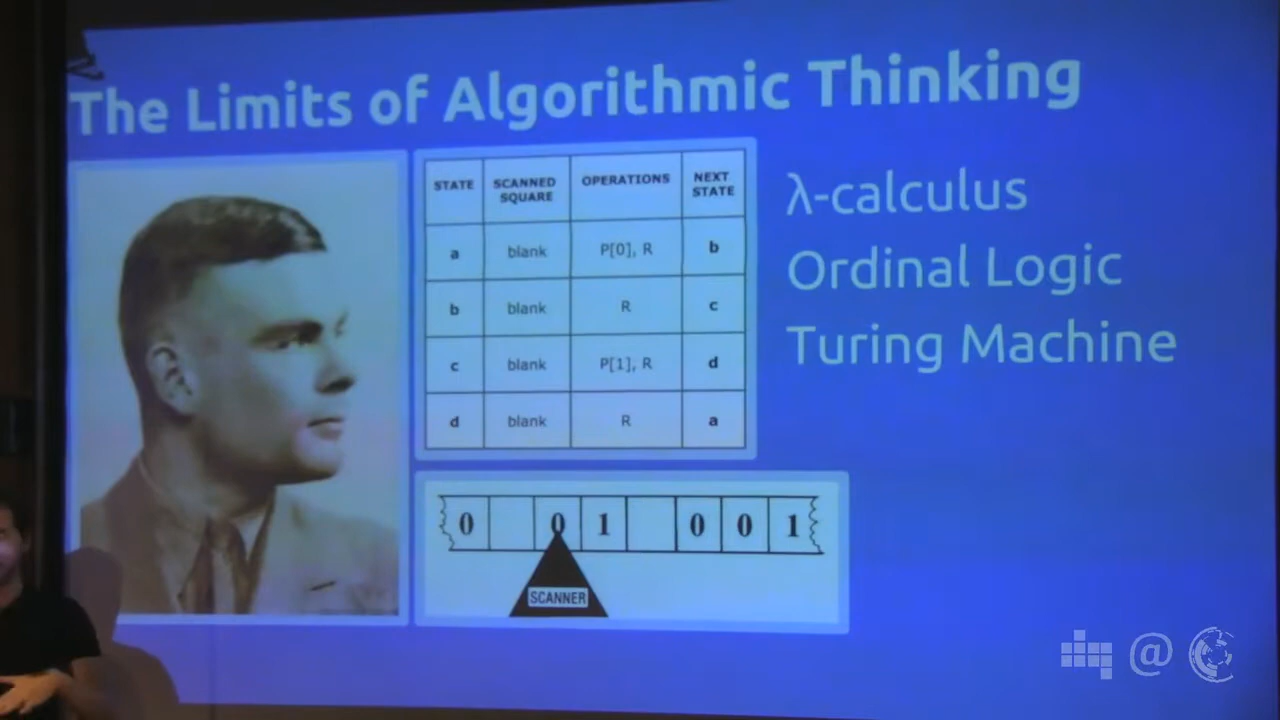 The Limits of Algorithmic Thinking
STATE SCANNED SQUARE OPERATIONS NEXT STATE
a blank P[0], R b
b blank R c
c blank P[1], R d
d blank R a
λ-calculus
Ordinal Logic
Turing Machine
0 0 1 0 0 1
SCANNER
@